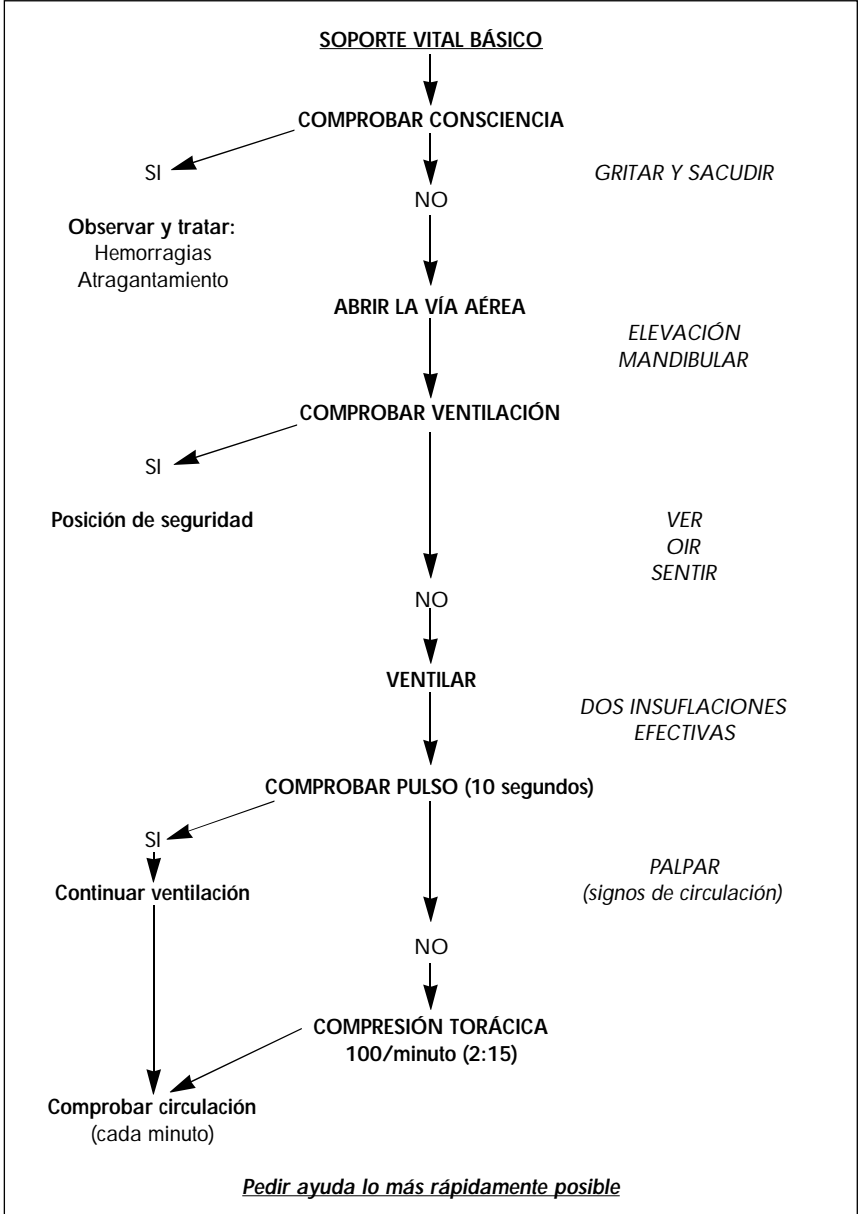 SOPORTE VITAL BÁSICO
COMPROBAR CONSCIENCIA
SI
GRITAR Y SACUDIR
NO
Observar y tratar:
Hemorragias
Atragantamiento
ABRIR LA VÍA AÉREA
ELEVACIÓN
MANDIBULAR
COMPROBAR VENTILACIÓN
SI
Posición de seguridad
VER
OIR
SENTIR
NO
VENTILAR
DOS INSUFLACIONES
EFECTIVAS
COMPROBAR PULSO (10 segundos)
SI
PALPAR
(signos de circulación)
Continuar ventilación
NO
COMPRESIÓN TORÁCICA
100/minuto (2:15)
Comprobar circulación
(cada minuto)
Pedir ayuda lo más rápidamente posible